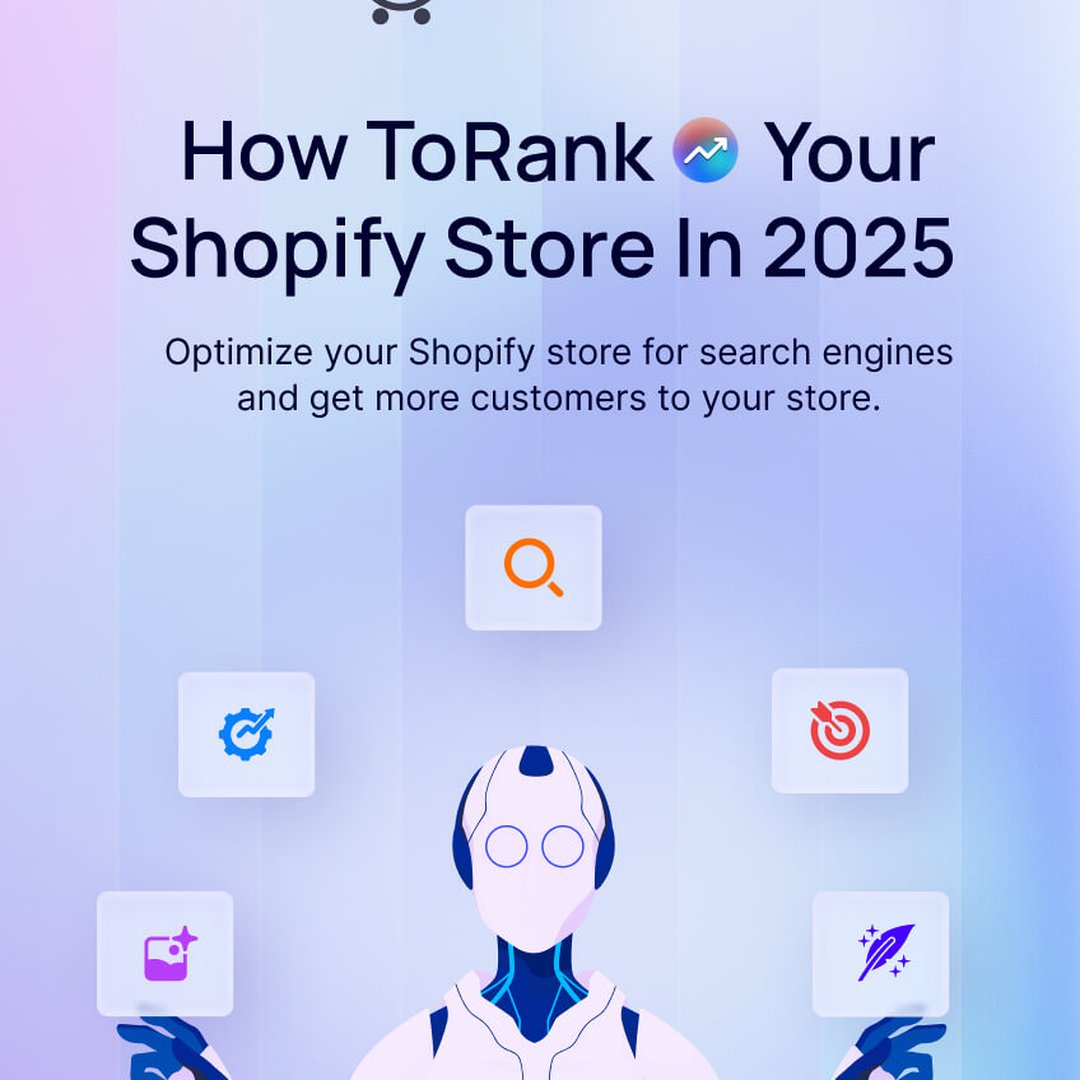 How ToRank Your
Shopify Store In 2025
Optimize your Shopify store for search engines
and get more customers to your store.